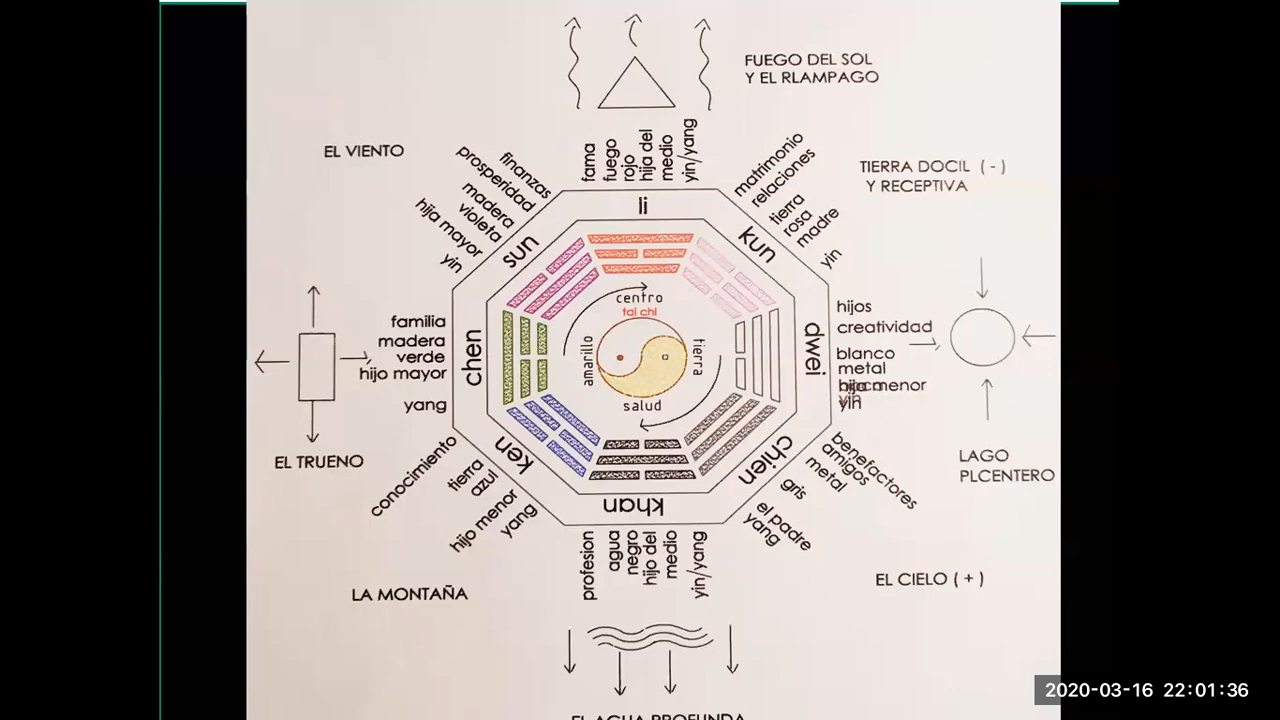 FUEGO DEL SOL
Y EL RLAMPAGO
fama
fuego
rojo
hija del
medio
yin/yang
EL VIENTO
finanzas
prosperidad
madera
violeta
hija mayor
yin
matrimonio
relaciones
tierra
rosa
madre
yin
TIERRA DOCIL ( - )
Y RECEPTIVA
li
sun
kun
chen
dwei
ken
chien
khan
centro
tai chi
amarillo
tierra
salud
familia
madera
verde
hijo mayor
yang
EL TRUENO
hijos
creatividad
blanco
metal
hija menor
yin
LAGO
PLCENTERO
conocimiento
tierra
azul
hijo menor
yang
LA MONTAÑA
profesion
agua
negro
hijo del
medio
yin/yang
benefactores
amigos
metal
gris
el padre
yang
EL CIELO ( + )
EL AGUA PROFUNDA
2020-03-16 22:01:36